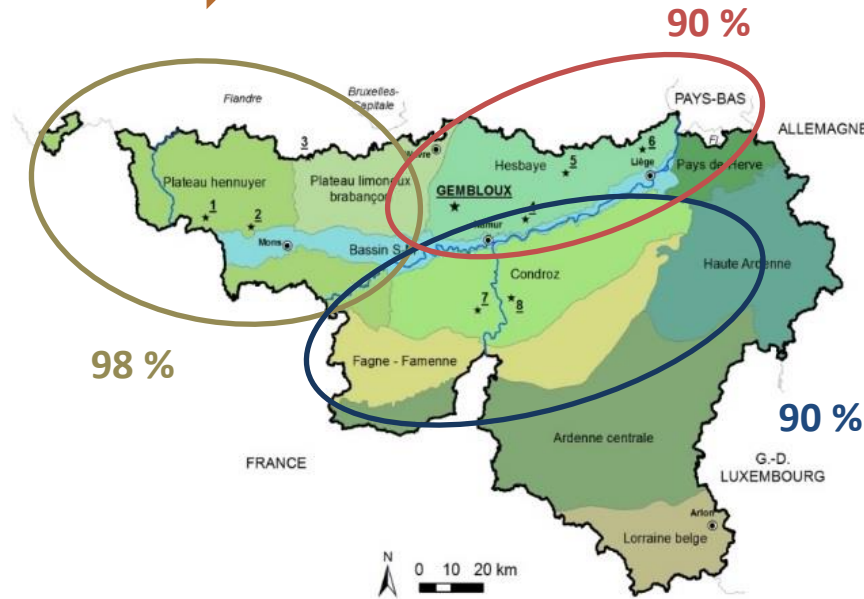 90 %
Flandre
Bruxelles-
Capitale
PAYS-BAS
ALLEMAGNE
3
6
5
Liège
Pays de Herve
Hesbaye
Plateau hennuyer
Plateau limoneux
brabançon
GEMBLOUX
1
2
4
Namur
Mons
Bassin S.M
Haute Ardenne
Condroz
7
8
Fagne - Famenne
98 %
90 %
Ardenne centrale
FRANCE
G.-D.
LUXEMBOURG
Arlon
Lorraine belge
N
0 10 20 km